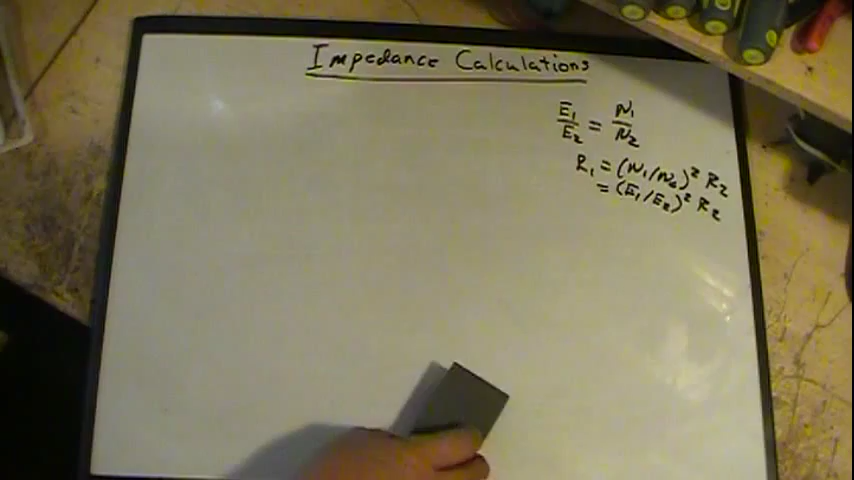 Impedance Calculations
E₁/E₂ = N₁/N₂
R₁ = (N₁/N₂)² R₂
= (E₁/E₂)² R₂